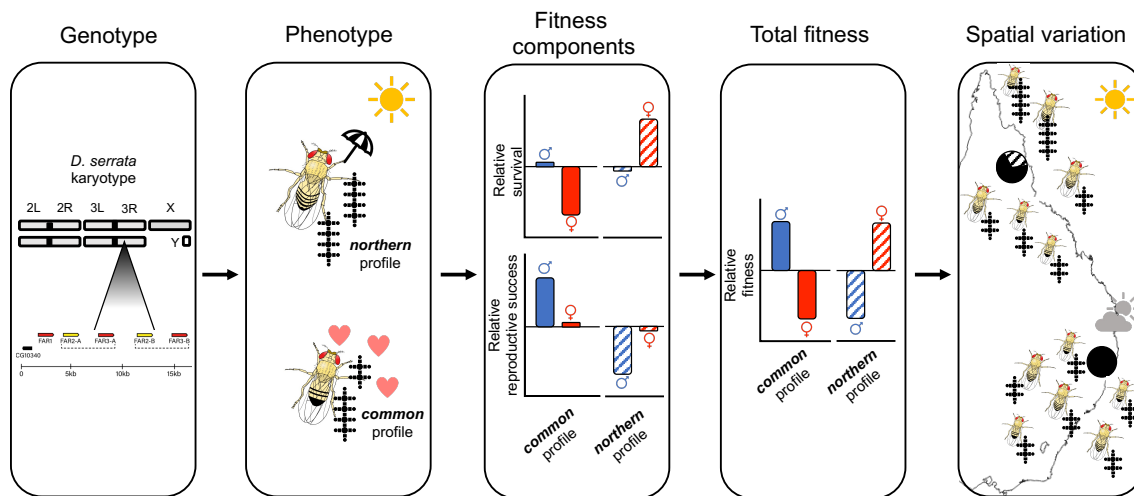 Genotype
D. serrata
karyotype
2L 2R 3L 3R X
Y
FAR1 FAR2-A FAR3-A FAR2-B FAR3-B
CG10340
0 5kb 10kb 15kb
Phenotype
northern
profile
common
profile
Fitness
components
Relative
survival
♂ ♀ ♂ ♀
Relative
reproductive success
♂ ♀ ♂ ♀
common
profile
northern
profile
Total fitness
Relative
fitness
♂ ♀ ♂ ♀
common
profile
northern
profile
Spatial variation